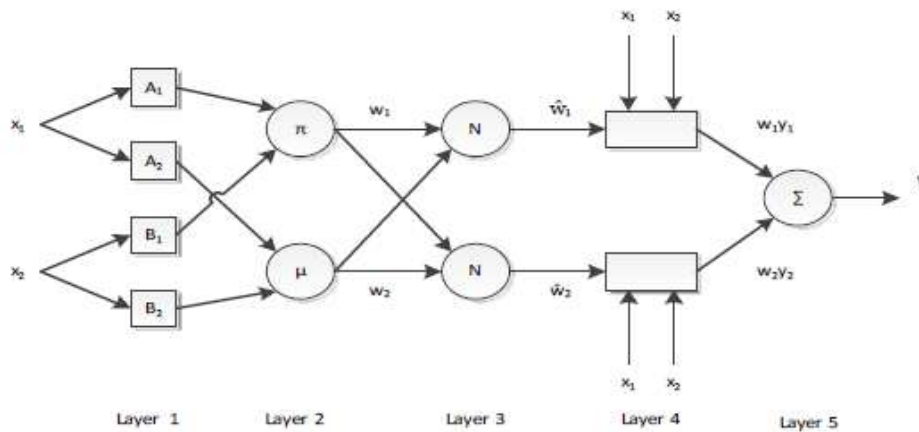 x₁ x₂
A₁
w₁
ŵ₁
w₁y₁
x₁
π
N
A₂
Σ
B₁
x₂
μ
N
w₂
ŵ₂
w₂y₂
B₂
x₁ x₂
Layer 1 Layer 2 Layer 3 Layer 4 Layer 5